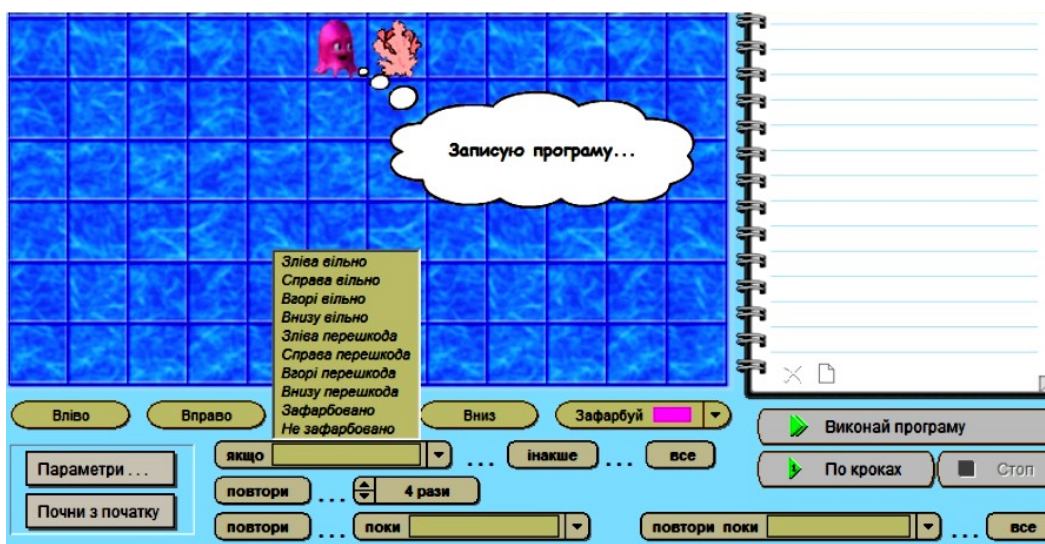 Записую програму...
Зліва вільно
Справа вільно
Вгорі вільно
Внизу вільно
Зліва перешкода
Справа перешкода
Вгорі перешкода
Внизу перешкода
Зафарбовано
Не зафарбовано
Вліво Вправо Вниз Зафарбуй
Виконай програму
якщо ... інакше ... все
Параметри ...
По кроках Стоп
повтори ... 4 рази
Почни з початку
повтори ... поки повтори поки ... все